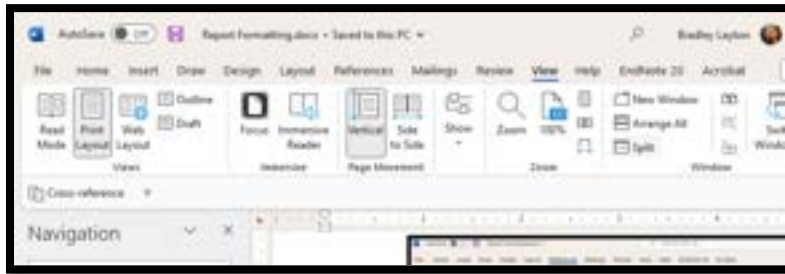 AutoSave Off Report Formatting.docx • Saved to this PC Bradley Layton
File Home Insert Draw Design Layout References Mailings Review View Help EndNote 20 Acrobat
Read Mode Print Layout Web Layout Outline Draft Focus Immersive Reader Vertical Side to Side Show Zoom 100% New Window Arrange All Split
Views Immersive Page Movement Zoom Window
Cross-reference
Navigation